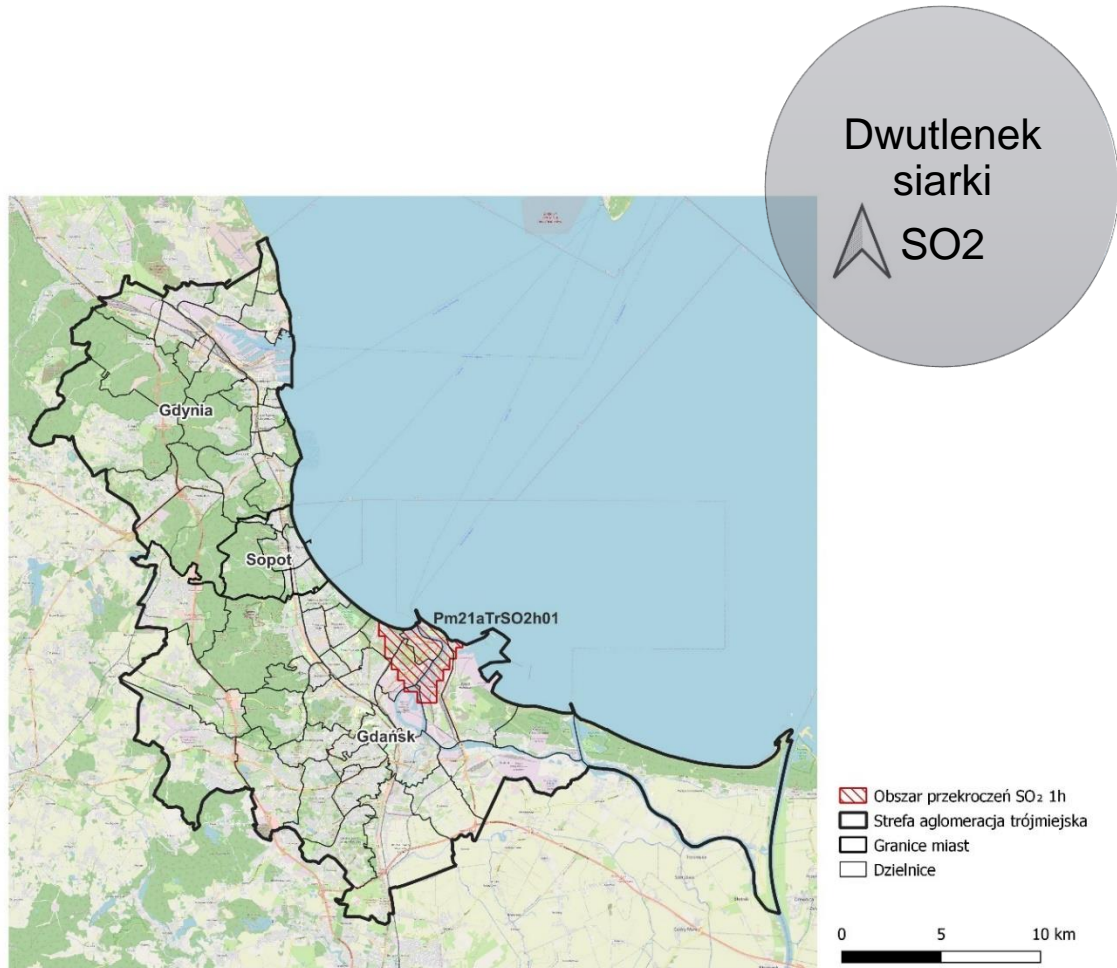 Dwutlenek
siarki
SO2
Gdynia
Sopot
Pm21aTrSO2h01
Gdańsk
Obszar przekroczeń SO₂ 1h
Strefa aglomeracja trójmiejska
Granice miast
Dzielnice
0 5 10 km